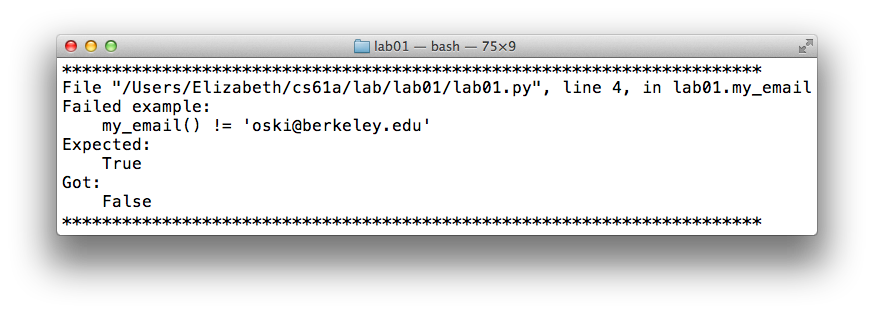 lab01 — bash — 75×9
**********************************************************************
File "/Users/Elizabeth/cs61a/lab/lab01/lab01.py", line 4, in lab01.my_email
Failed example:
    my_email() != 'oski@berkeley.edu'
Expected:
    True
Got:
    False
**********************************************************************